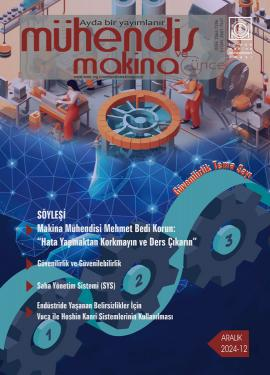 Ayda bir yayımlanır
mühendis
ve
makina
güncel
Güvenilirlik Tema Sayısı
SÖYLEŞİ
Makina Mühendisi Mehmet Bedi Korun:
"Hata Yapmaktan Korkmayın ve Ders Çıkarın"
Güvenilirlik ve Güvenilebilirlik
Saha Yönetim Sistemi (SYS)
Endüstride Yaşanan Belirsizlikler İçin
Vuca ile Hoshin Kanri Sistemlerinin Kullanılması
1
2
3
ARALIK
2024-12